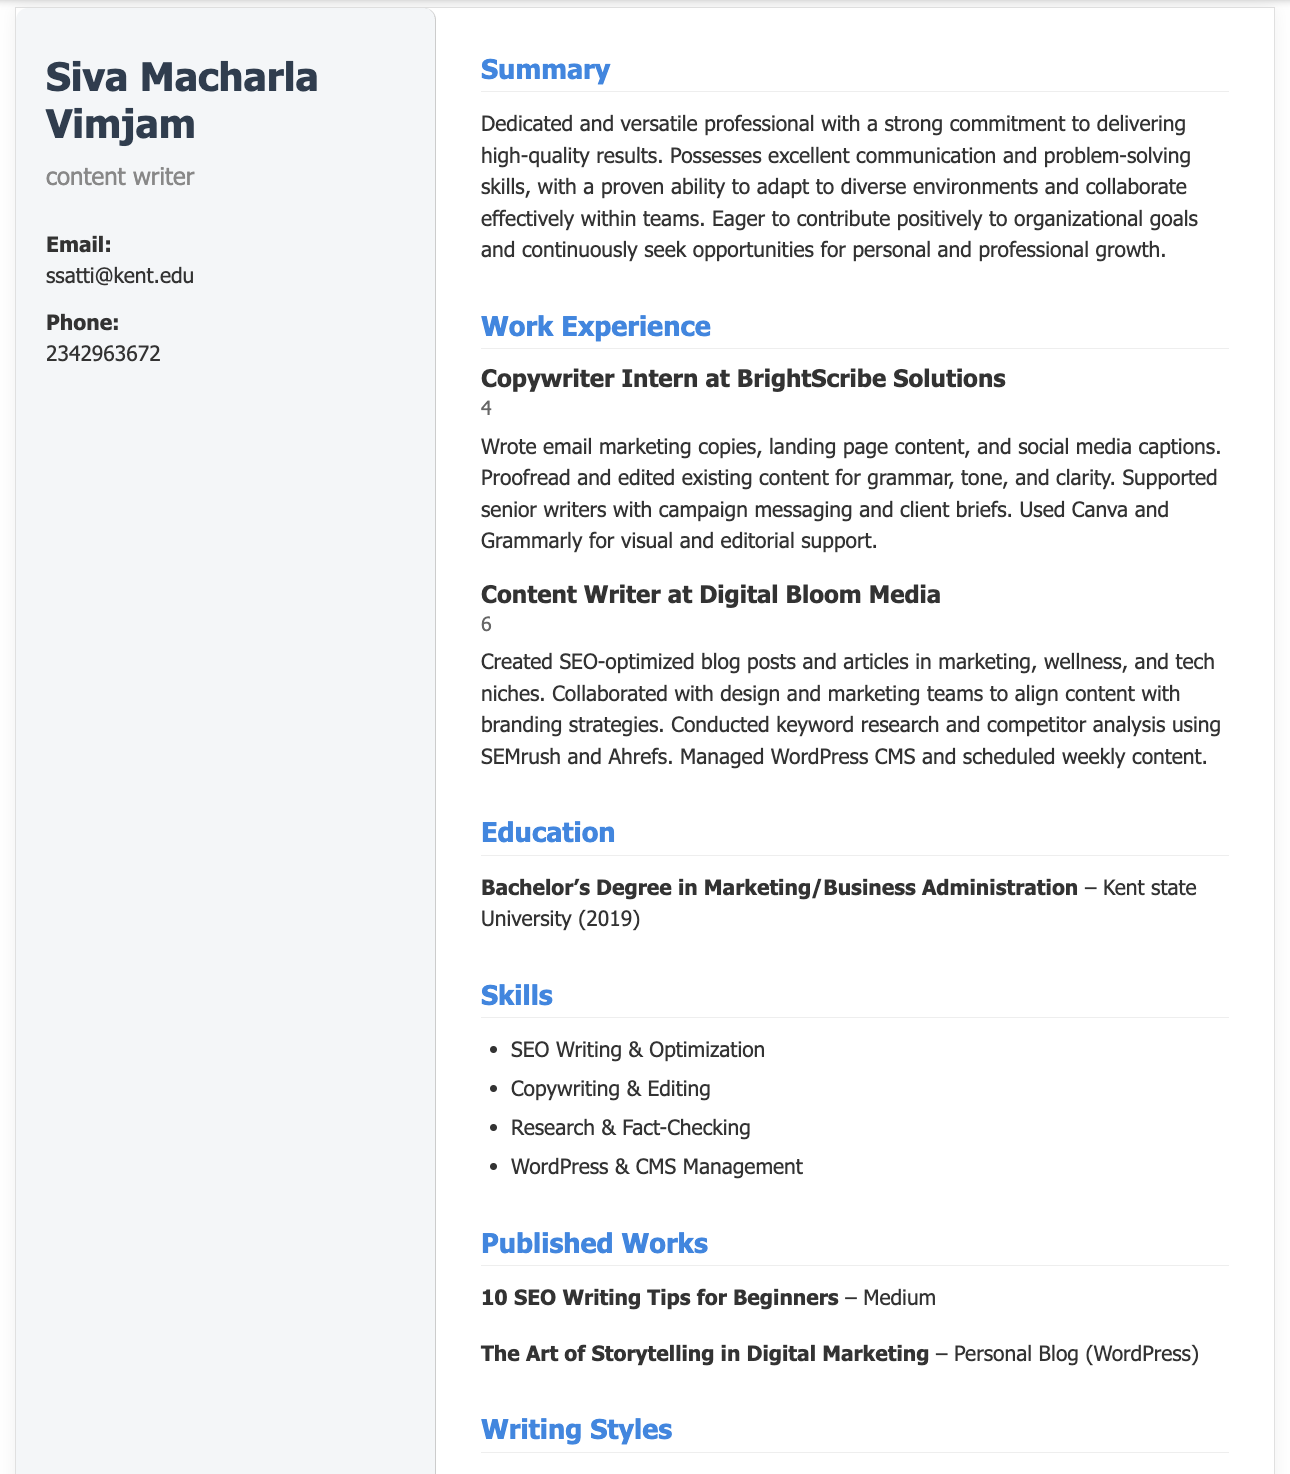 Siva Macharla
Vimjam
content writer
Email:
ssatti@kent.edu
Phone:
2342963672
Summary
Dedicated and versatile professional with a strong commitment to delivering
high-quality results. Possesses excellent communication and problem-solving
skills, with a proven ability to adapt to diverse environments and collaborate
effectively within teams. Eager to contribute positively to organizational goals
and continuously seek opportunities for personal and professional growth.
Work Experience
Copywriter Intern at BrightScribe Solutions
4
Wrote email marketing copies, landing page content, and social media captions.
Proofread and edited existing content for grammar, tone, and clarity. Supported
senior writers with campaign messaging and client briefs. Used Canva and
Grammarly for visual and editorial support.
Content Writer at Digital Bloom Media
6
Created SEO-optimized blog posts and articles in marketing, wellness, and tech
niches. Collaborated with design and marketing teams to align content with
branding strategies. Conducted keyword research and competitor analysis using
SEMrush and Ahrefs. Managed WordPress CMS and scheduled weekly content.
Education
Bachelor’s Degree in Marketing/Business Administration – Kent state
University (2019)
Skills
• SEO Writing & Optimization
• Copywriting & Editing
• Research & Fact-Checking
• WordPress & CMS Management
Published Works
10 SEO Writing Tips for Beginners – Medium
The Art of Storytelling in Digital Marketing – Personal Blog (WordPress)
Writing Styles